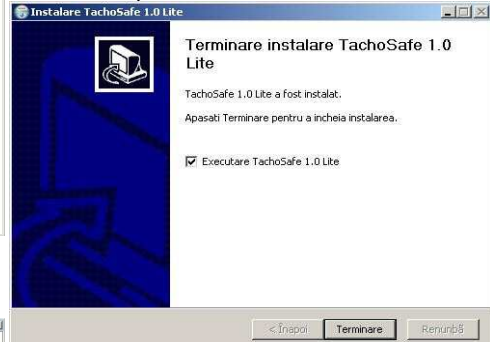 Instalare TachoSafe 1.0 Lite
Terminare instalare TachoSafe 1.0
Lite
TachoSafe 1.0 Lite a fost instalat.
Apasati Terminare pentru a incheia instalarea.
Executare TachoSafe 1.0 Lite
< Înapoi
Terminare
Renunþã